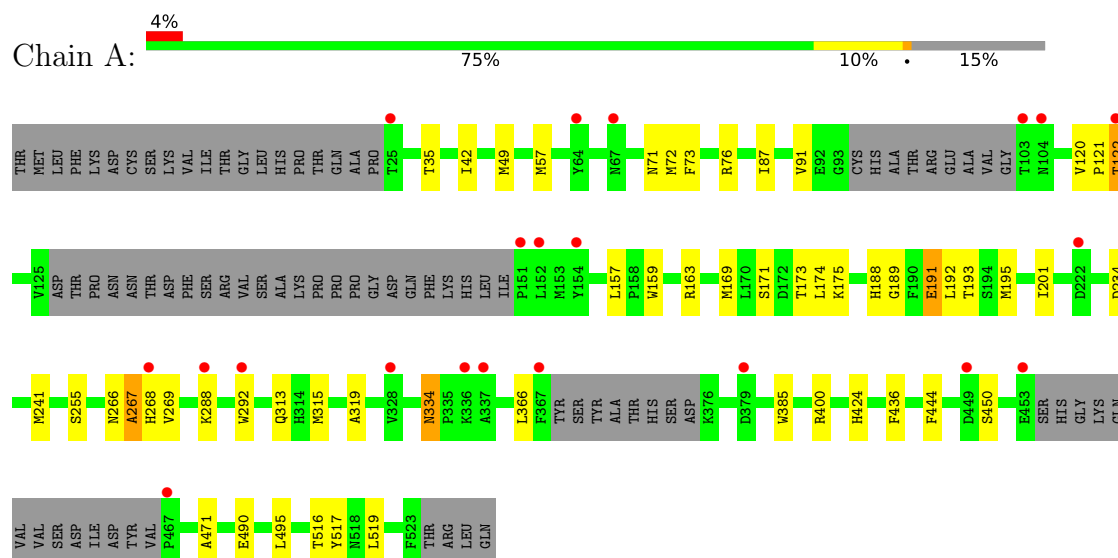 4%
Chain A:
75% 10% • 15%
THR MET LEU PHE LYS ASP CYS SER LYS VAL ILE THR GLY LEU HIS PRO THR GLN ALA PRO T25 T35 I42 M49 M57 Y64 N67 N71 M72 F73 R76 I87 V91 E92 G93 CYS HIS ALA THR ARG GLU ALA VAL GLY T103 N104 V120 P121 T122
V125 ASP THR PRO ASN ASN THR ASP PHE SER ARG VAL SER ALA LYS PRO PRO PRO GLY ASP GLN PHE LYS HIS LEU ILE P151 L152 M153 Y154 L157 P158 W159 R163 M169 L170 S171 D172 T173 L174 K175 H188 G189 F190 E191 L192 T193 S194 M195 I201 D222
M241 S255 N266 A267 H268 V269 K288 W292 Q313 H314 M315 A319 V328 N334 P335 K336 A337 L366 F367 TYR SER TYR ALA THR HIS SER ASP K376 D379 W385 R400 H424 F436 F444 D449 S450 E453 SER HIS GLY LYS
VAL VAL SER ASP ILE ASP TYR VAL P467 A471 E490 L495 T516 Y517 N518 L519 F523 THR ARG LEU GLN